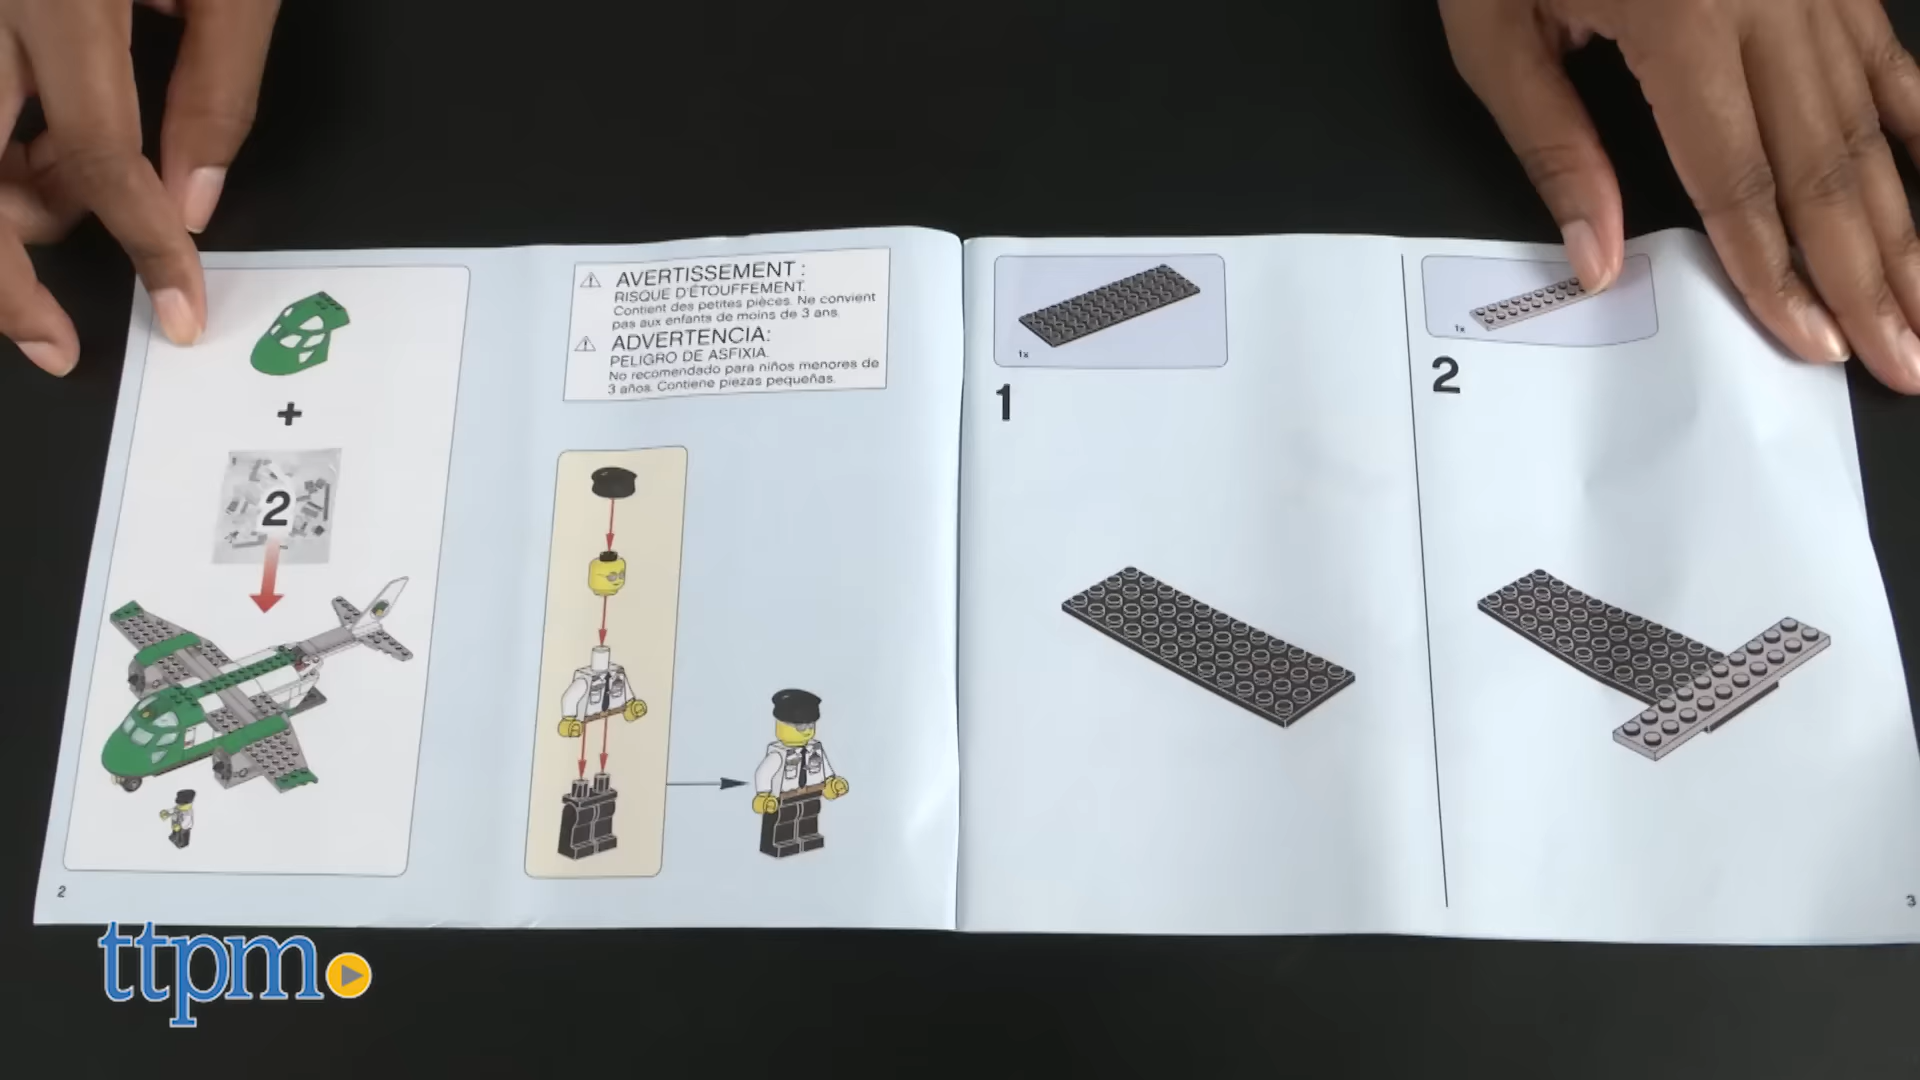 AVERTISSEMENT :
RISQUE D'ÉTOUFFEMENT.
Contient des petites pièces. Ne convient
pas aux enfants de moins de 3 ans.
ADVERTENCIA:
PELIGRO DE ASFIXIA.
No recomendado para niños menores de
3 años. Contiene piezas pequeñas.
+
2
2
1x
1
1x
2
3
ttpm